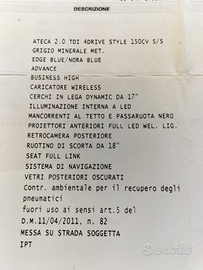 DESCRIZIONE
ATECA 2.0 TDI 4DRIVE STYLE 150CV S/S
GRIGIO MINERALE MET.
EDGE BLUE/NORA BLUE
ADVANCE
BUSINESS HIGH
CARICATORE WIRELESS
CERCHI IN LEGA DYNAMIC DA 17"
ILLUMINAZIONE INTERNA A LED
MANCORRENTI AL TETTO E PASSARUOTA NERO
PROIETTORI ANTERIORI FULL LED WEL. LIG.
RETROCAMERA POSTERIORE
RUOTINO DI SCORTA DA 18"
SEAT FULL LINK
SISTEMA DI NAVIGAZIONE
VETRI POSTERIORI OSCURATI
Contr. ambientale per il recupero degli
pneumatici
fuori uso ai sensi art.5 del
D.M.11/04/2011, n. 82
MESSA SU STRADA SOGGETTA
IPT
subito.it